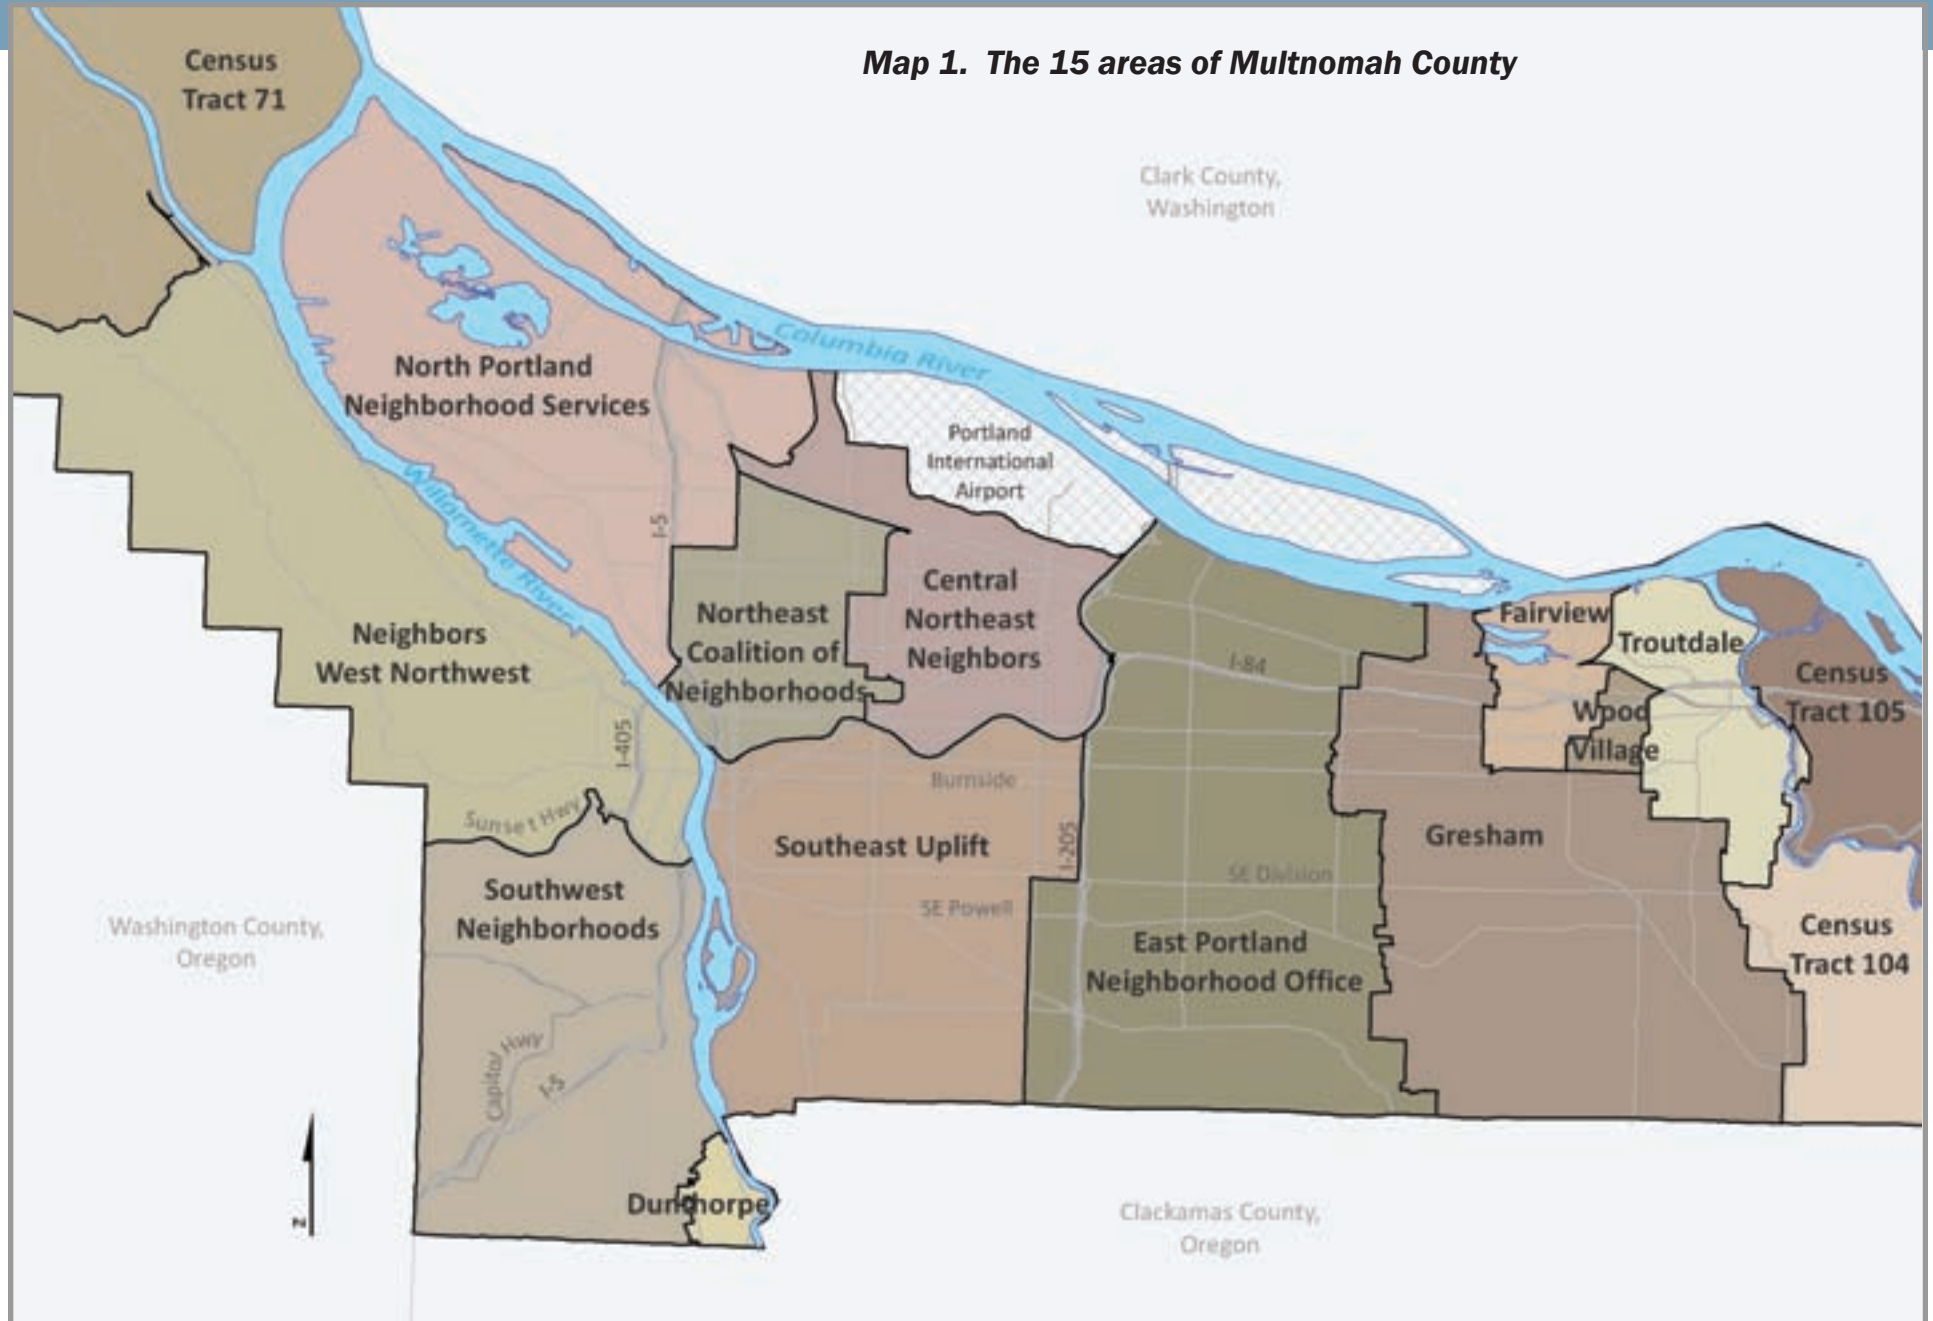 Map 1. The 15 areas of Multnomah County
Census
Tract 71
Clark County,
Washington
Columbia River
North Portland
Neighborhood Services
Portland
International
Airport
I-5
Willamette River
Central
Northeast
Neighbors
Northeast
Coalition of
Neighborhoods
Fairview
Troutdale
Neighbors
West Northwest
I-84
Census
Tract 105
Wood
Village
I-405
Burnside
Sunset Hwy
Southeast Uplift
I-205
Gresham
SE Division
SE Powell
Southwest
Neighborhoods
Washington County,
Oregon
East Portland
Neighborhood Office
Census
Tract 104
Capitol Hwy
I-5
Dunthorpe
N
Clackamas County,
Oregon